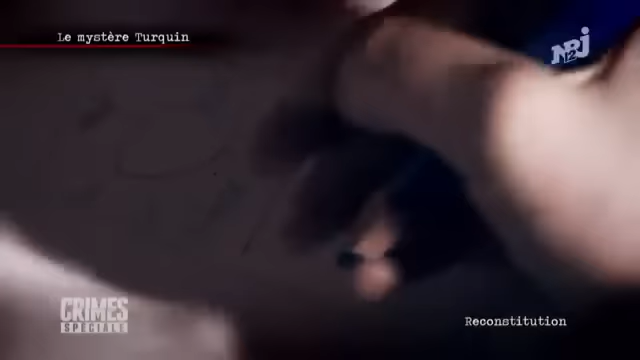 Le mystère Turquin
NRJ
12
CRIMES
SPÉCIALE
Reconstitution